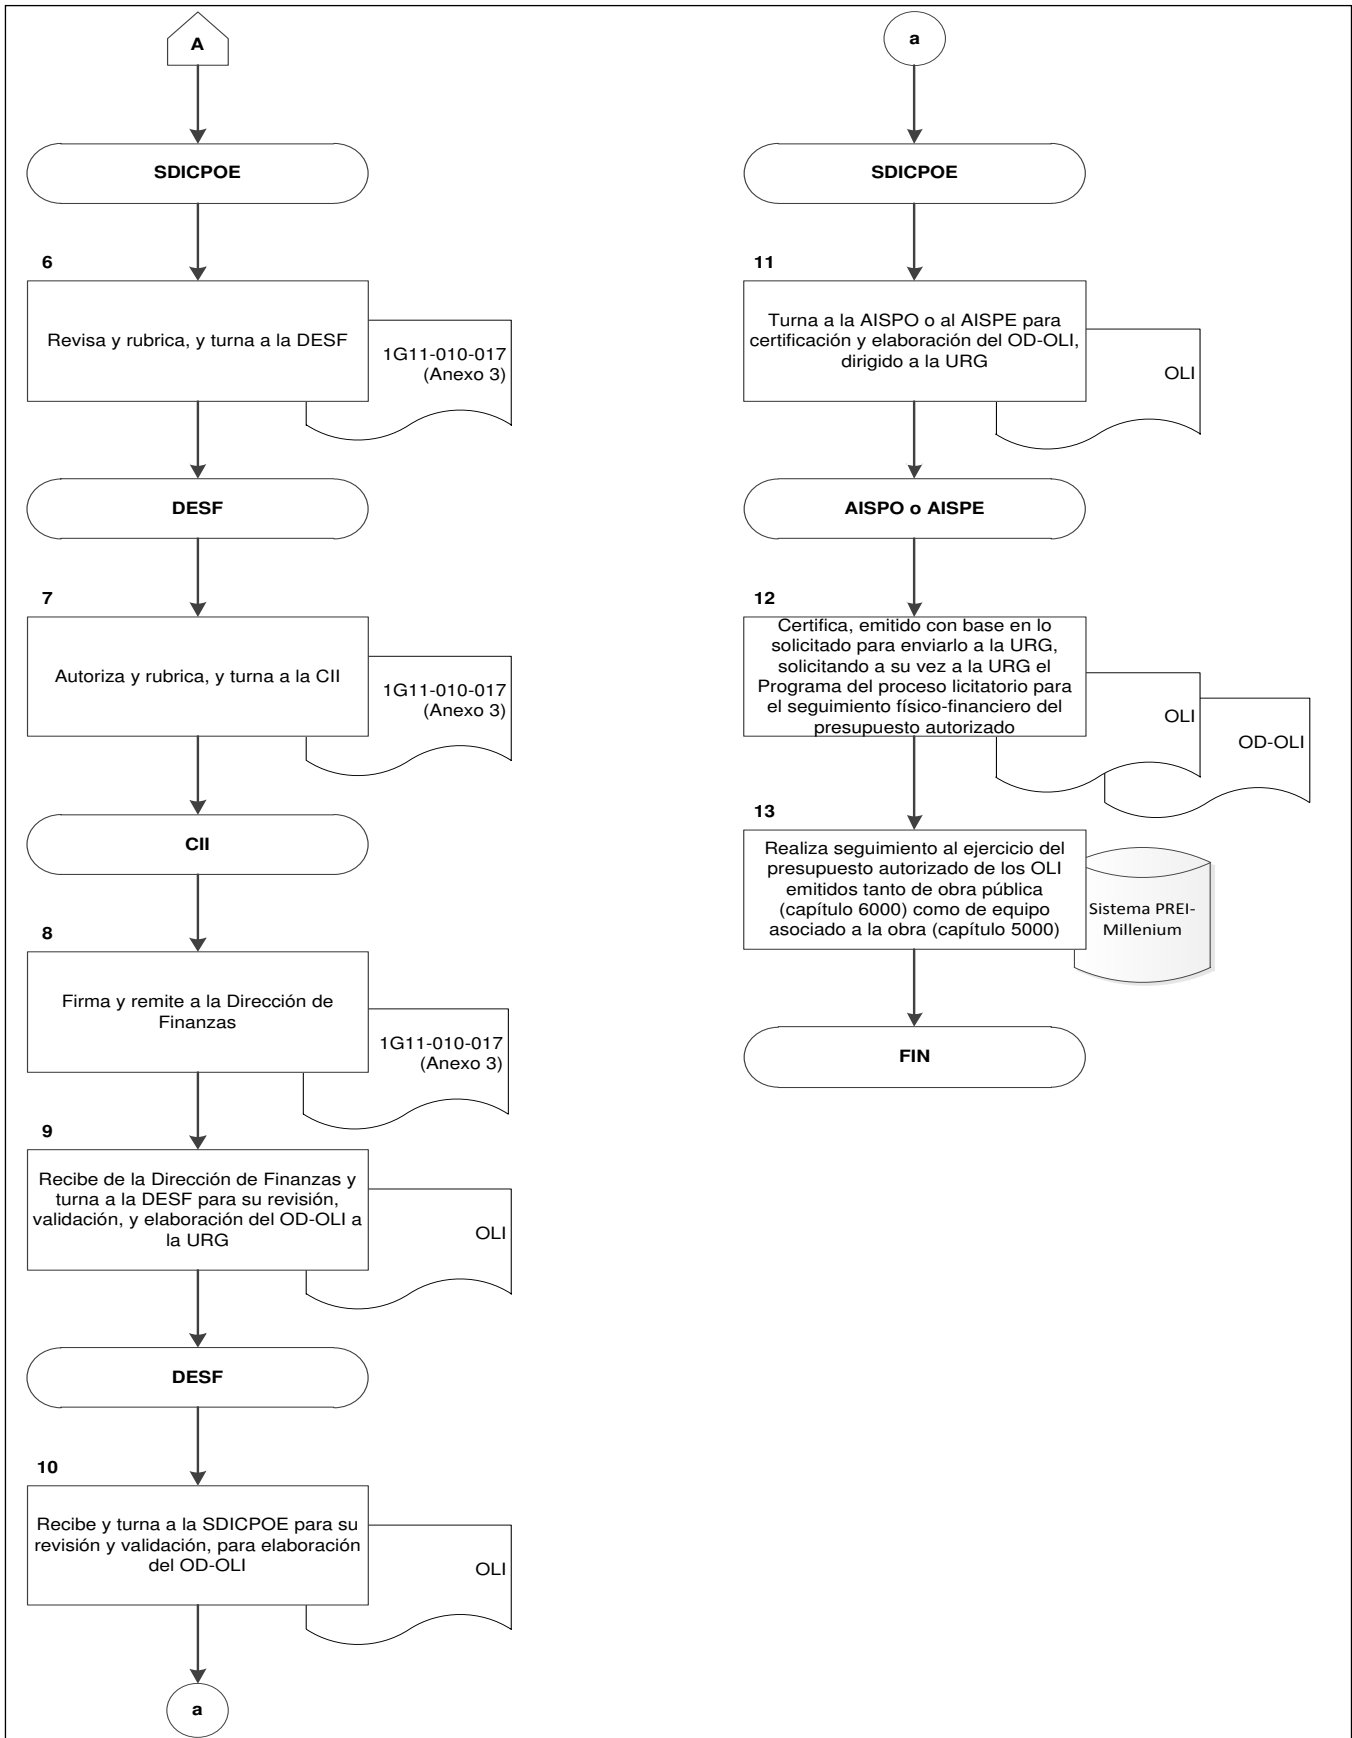 A
SDICPOE
6
Revisa y rubrica, y turna a la DESF
1G11-010-017
(Anexo 3)
DESF
7
Autoriza y rubrica, y turna a la CII
1G11-010-017
(Anexo 3)
CII
8
Firma y remite a la Dirección de
Finanzas
1G11-010-017
(Anexo 3)
9
Recibe de la Dirección de Finanzas y
turna a la DESF para su revisión,
validación, y elaboración del OD-OLI a
la URG
OLI
DESF
10
Recibe y turna a la SDICPOE para su
revisión y validación, para elaboración
del OD-OLI
OLI
a
a
SDICPOE
11
Turna a la AISPO o al AISPE para
certificación y elaboración del OD-OLI,
dirigido a la URG
OLI
AISPO o AISPE
12
Certifica, emitido con base en lo
solicitado para enviarlo a la URG,
solicitando a su vez a la URG el
Programa del proceso licitatorio para
el seguimiento físico-financiero del
presupuesto autorizado
OLI
OD-OLI
13
Realiza seguimiento al ejercicio del
presupuesto autorizado de los OLI
emitidos tanto de obra pública
(capítulo 6000) como de equipo
asociado a la obra (capítulo 5000)
Sistema PREI-
Millenium
FIN